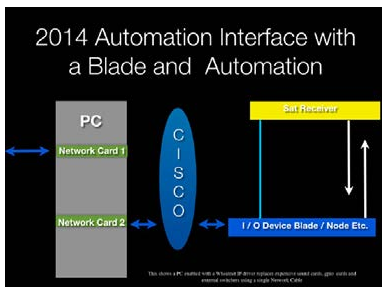 2014 Automation Interface with
a Blade and Automation
PC
Network Card 1
Network Card 2
CISCO
Sat Receiver
I / O Device Blade / Node Etc.
This shows a PC enabled with a Wheatnet IP driver replaces expensive sound cards, gpio cards and
external switchers using a single Network Card